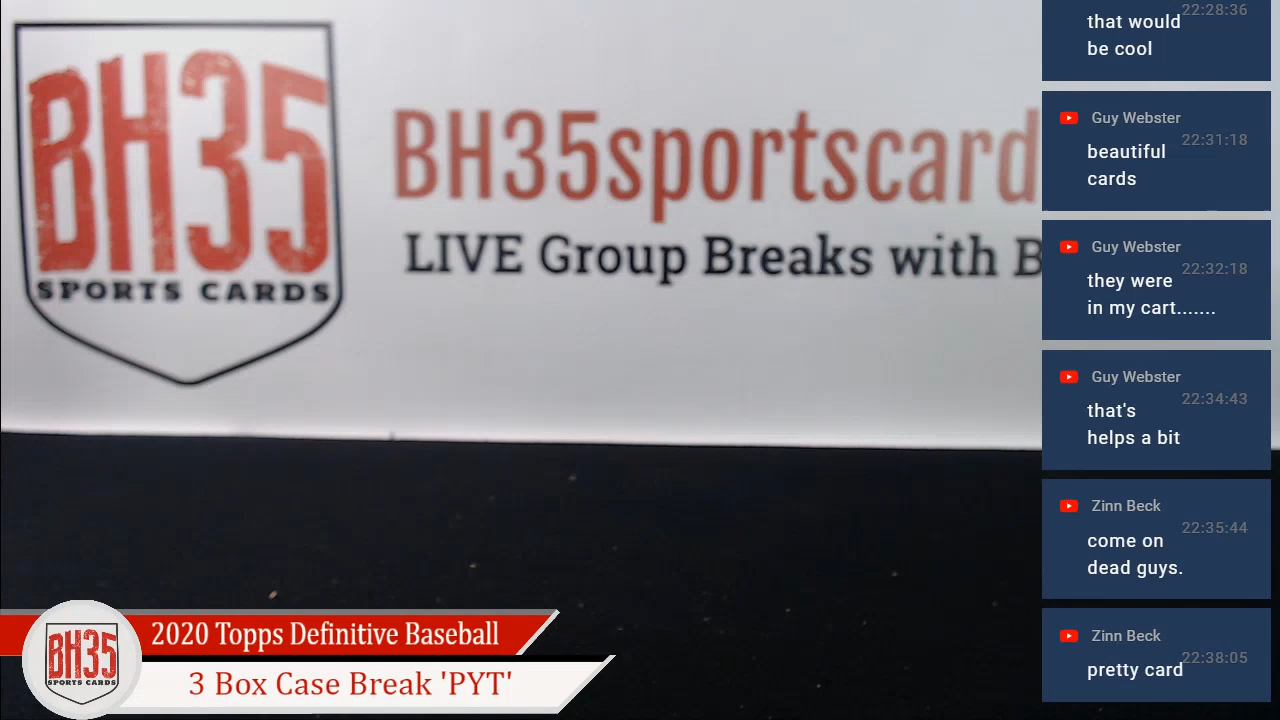 BH35
SPORTS CARDS
BH35sportscard
LIVE Group Breaks with B
22:28:36
that would
be cool
Guy Webster
22:31:18
beautiful
cards
Guy Webster
22:32:18
they were
in my cart.......
Guy Webster
22:34:43
that's
helps a bit
Zinn Beck
22:35:44
come on
dead guys.
Zinn Beck
22:38:05
pretty card
BH35
SPORTS CARDS
2020 Topps Definitive Baseball
3 Box Case Break 'PYT'